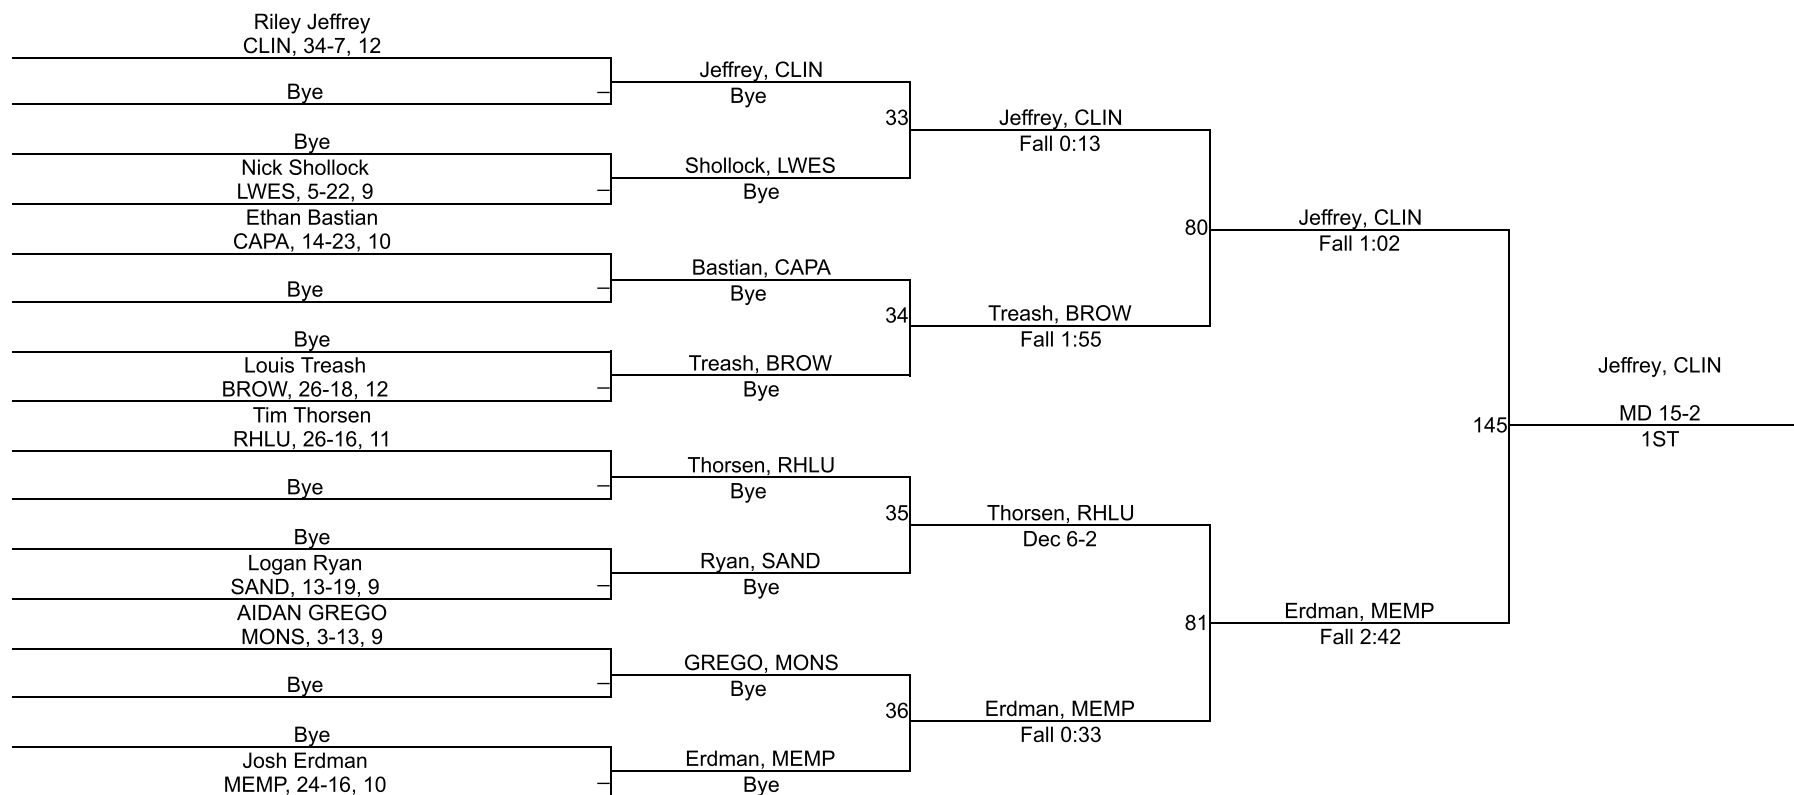 Riley Jeffrey
CLIN, 34-7, 12
Bye
Bye
Nick Shollock
LWES, 5-22, 9
Ethan Bastian
CAPA, 14-23, 10
Bye
Bye
Louis Treash
BROW, 26-18, 12
Tim Thorsen
RHLU, 26-16, 11
Bye
Bye
Logan Ryan
SAND, 13-19, 9
AIDAN GREGO
MONS, 3-13, 9
Bye
Bye
Josh Erdman
MEMP, 24-16, 10
Jeffrey, CLIN
Bye
33
Shollock, LWES
Bye
Bastian, CAPA
Bye
34
Treash, BROW
Bye
Thorsen, RHLU
Bye
35
Ryan, SAND
Bye
GREGO, MONS
Bye
36
Erdman, MEMP
Bye
Jeffrey, CLIN
Fall 0:13
80
Treash, BROW
Fall 1:55
Thorsen, RHLU
Dec 6-2
81
Erdman, MEMP
Fall 0:33
Jeffrey, CLIN
Fall 1:02
145
Erdman, MEMP
Fall 2:42
Jeffrey, CLIN
MD 15-2
1ST